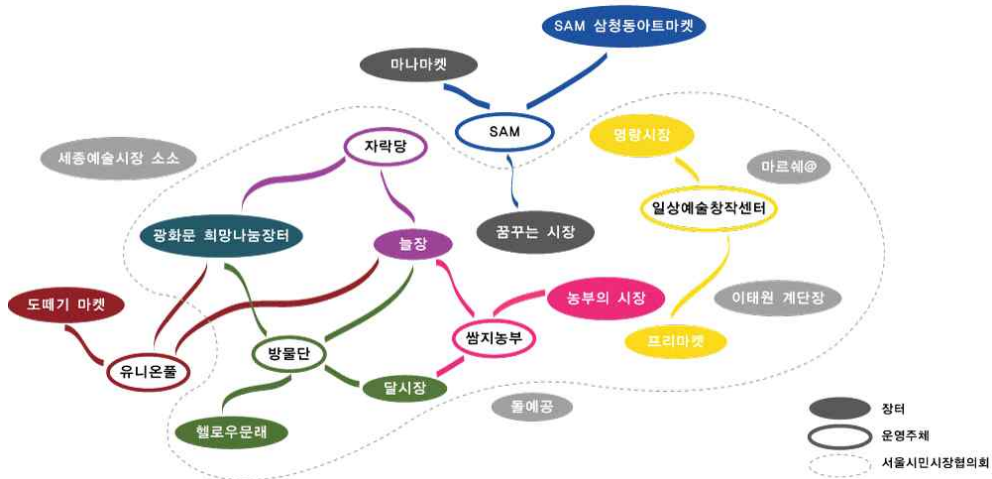 SAM 삼청동아트마켓
마나마켓
SAM
명랑시장
자락당
세종예술시장 소소
마르쉐@
일상예술창작센터
광화문 희망나눔장터
늘장
꿈꾸는 시장
도떼기 마켓
농부의 시장
이태원 계단장
쌈지농부
프리마켓
방물단
유니온풀
달시장
돌예공
헬로우문래
장터
운영주체
서울시민시장협의회